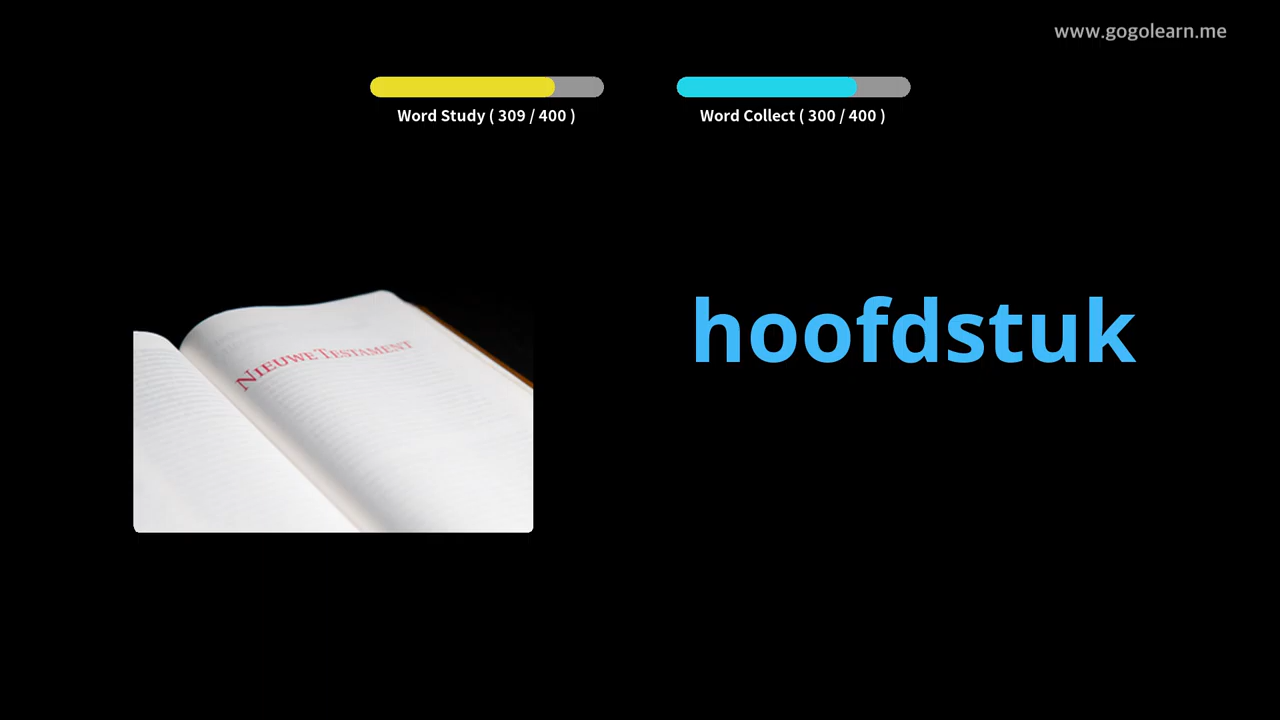 www.gogolearn.me
Word Study ( 309 / 400 )
Word Collect ( 300 / 400 )
NIEUWE TESTAMENT
hoofdstuk